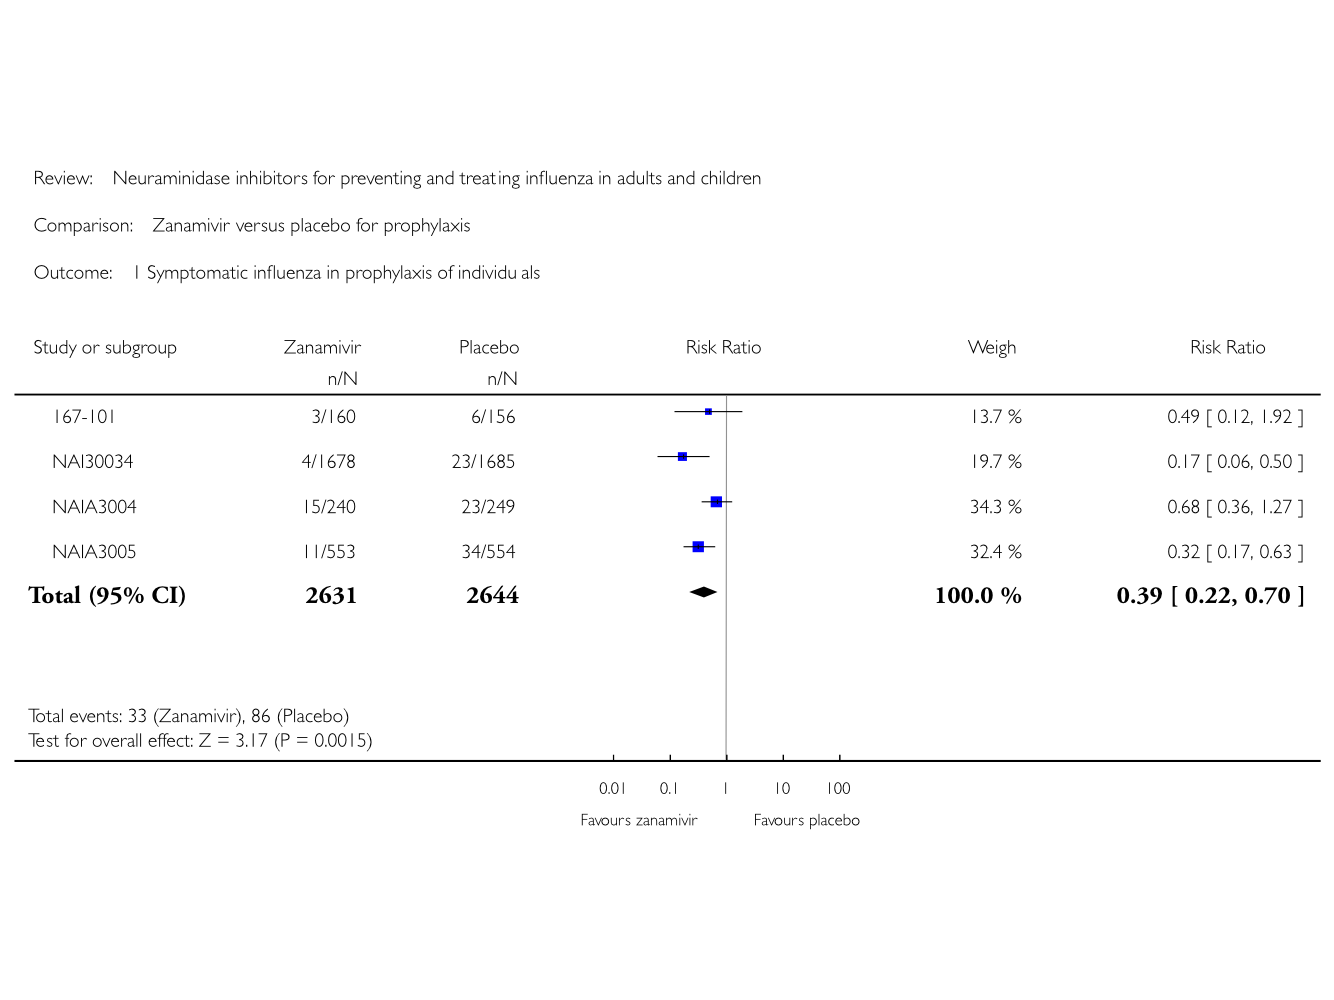 Review: Neuraminidase inhibitors for preventing and treating influenza in adults and children
Comparison: Zanamivir versus placebo for prophylaxis
Outcome: 1 Symptomatic influenza in prophylaxis of individu als
Study or subgroup Zanamivir Placebo Risk Ratio Weigh Risk Ratio
n/N n/N
167-101 3/160 6/156 13.7 % 0.49 [ 0.12, 1.92 ]
NAI30034 4/1678 23/1685 19.7 % 0.17 [ 0.06, 0.50 ]
NAIA3004 15/240 23/249 34.3 % 0.68 [ 0.36, 1.27 ]
NAIA3005 11/553 34/554 32.4 % 0.32 [ 0.17, 0.63 ]
Total (95% CI) 2631 2644 100.0 % 0.39 [ 0.22, 0.70 ]
Total events: 33 (Zanamivir), 86 (Placebo)
Test for overall effect: Z = 3.17 (P = 0.0015)
0.01 0.1 1 10 100
Favours zanamivir Favours placebo